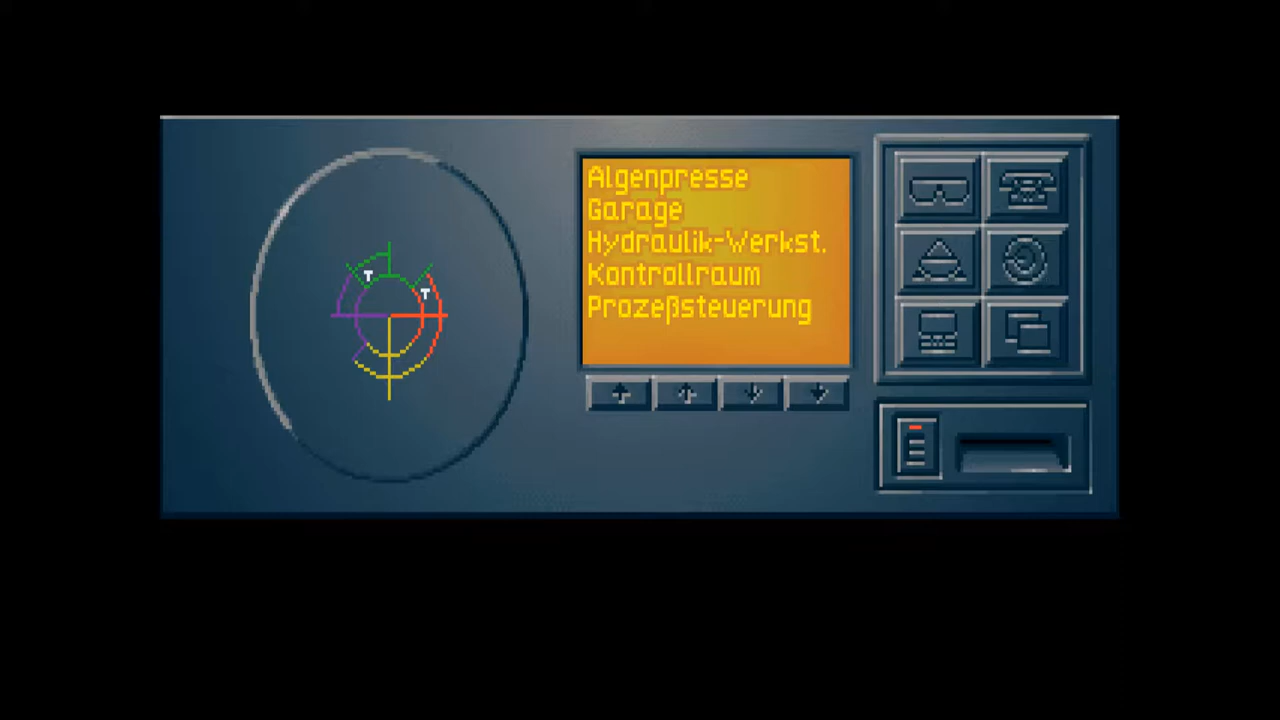 T
T
Algenpresse
Garage
Hydraulik-Werkst.
Kontrollraum
Prozeßsteuerung